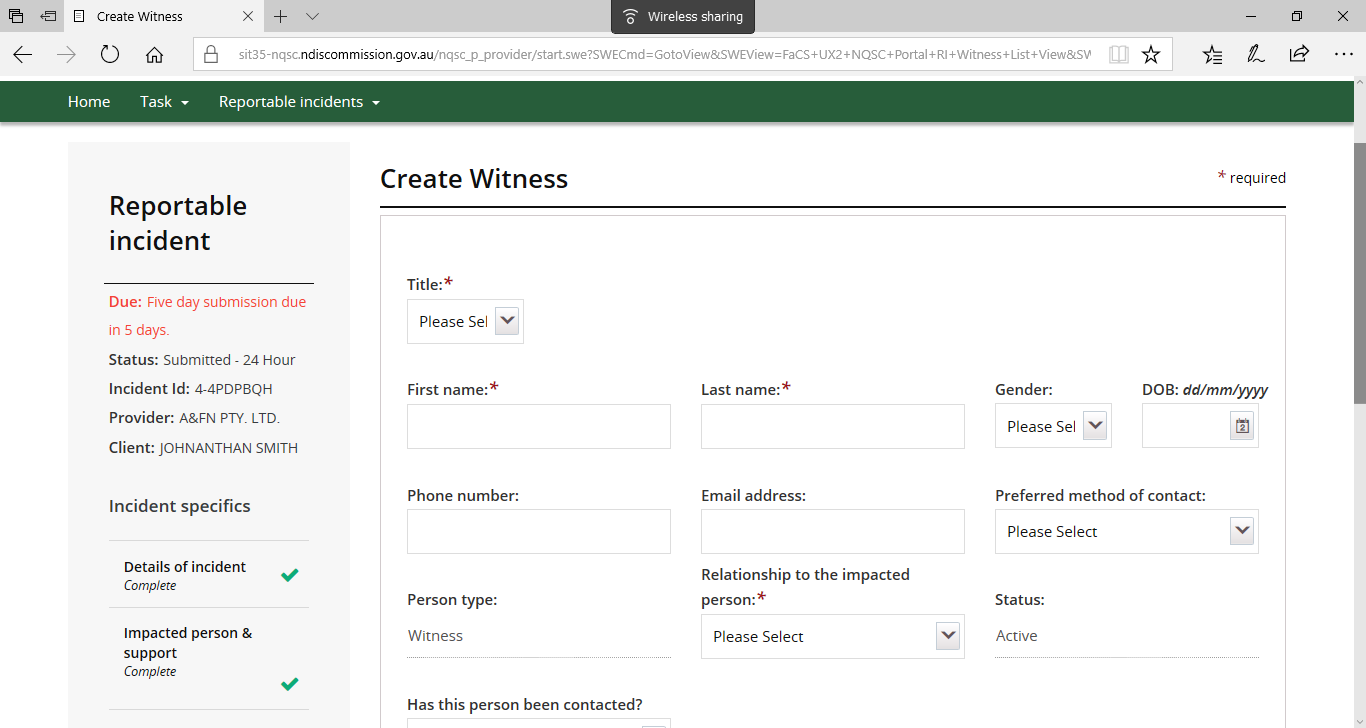 Create Witness
Wireless sharing
sit35-nqsc.ndiscommission.gov.au/nqsc_p_provider/start.swe?SWECmd=GotoView&SWEView=FaCS+UX2+NQSC+Portal+RI+Witness+List+View&SW
Home Task Reportable incidents
Reportable
incident
Due: Five day submission due
in 5 days.
Status: Submitted - 24 Hour
Incident Id: 4-4PDPBQH
Provider: A&FN PTY. LTD.
Client: JOHNANTHAN SMITH
Incident specifics
Details of incident
Complete
Impacted person &
support
Complete
Create Witness
* required
Title:*
Please Sel
First name:* Last name:* Gender: DOB: dd/mm/yyyy
Please Sel 2
Phone number: Email address: Preferred method of contact:
Please Select
Relationship to the impacted
Person type: person:* Status:
Witness Please Select Active
Has this person been contacted?